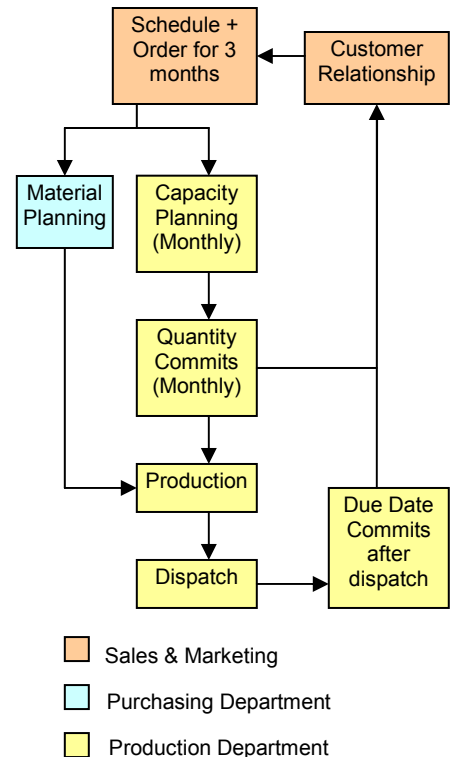 Schedule +
Order for 3
months
Customer
Relationship
Material
Planning
Capacity
Planning
(Monthly)
Quantity
Commits
(Monthly)
Production
Due Date
Commits
after
dispatch
Dispatch
Sales & Marketing
Purchasing Department
Production Department